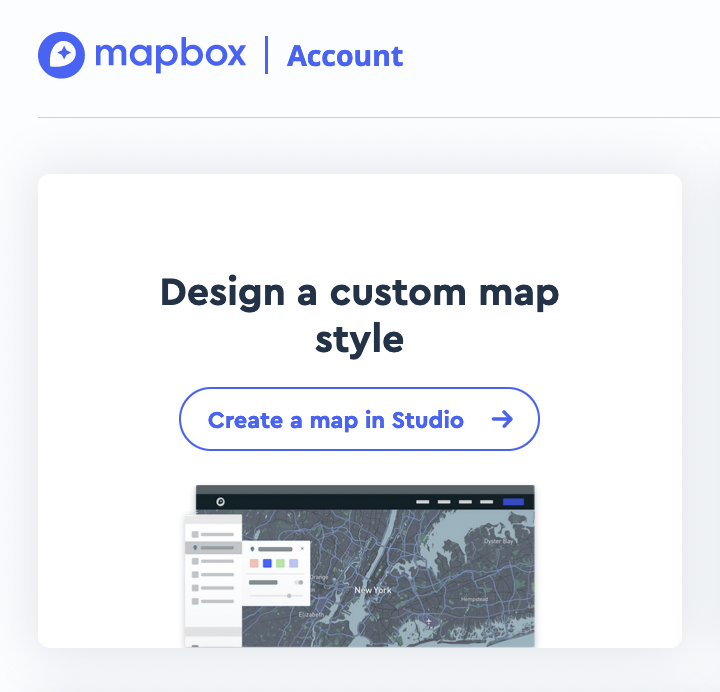 mapbox | Account
Design a custom map
style
Create a map in Studio
Oyster Bay
Orange
New York
Hempstead
Elizabeth